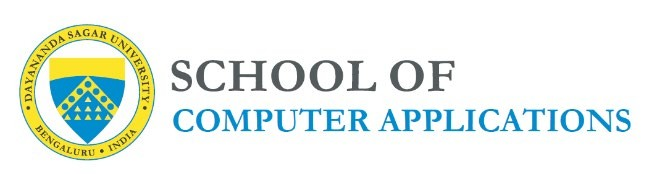 DAYANANDA SAGAR UNIVERSITY
BENGALURU • INDIA
SCHOOL OF
COMPUTER APPLICATIONS